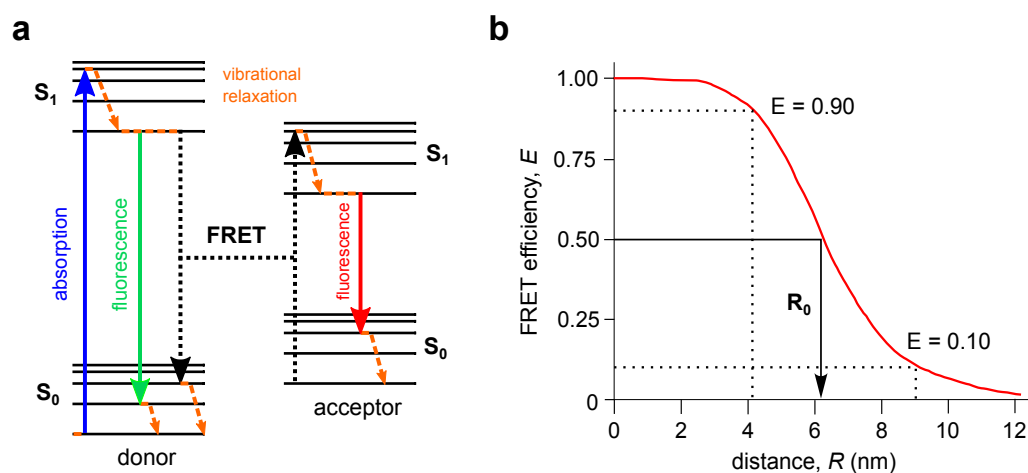 a
S1
vibrational
relaxation
absorption
fluorescence
FRET
S1
fluorescence
S0
S0
donor
acceptor
b
FRET efficiency, E
1.00
0.75
0.50
0.25
0
E = 0.90
R0
E = 0.10
0 2 4 6 8 10 12
distance, R (nm)